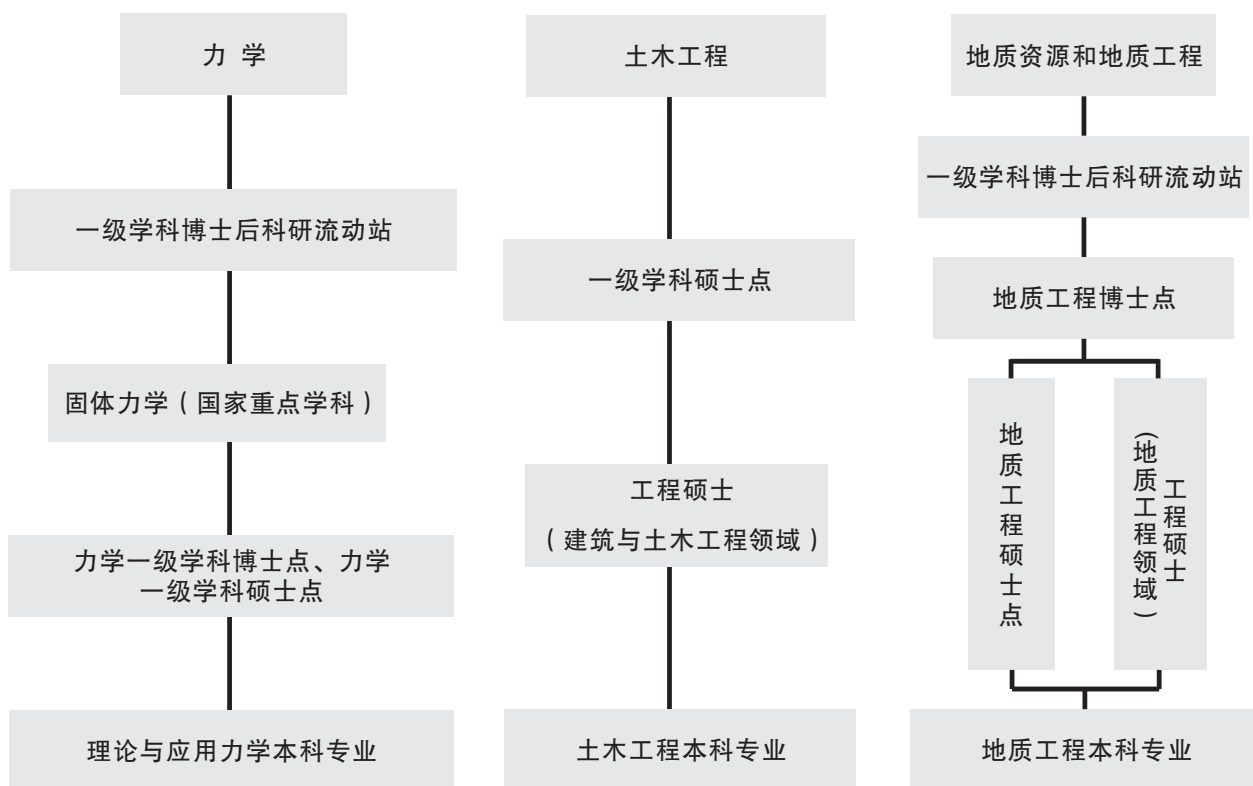 力 学
一级学科博士后科研流动站
固体力学（国家重点学科）
力学一级学科博士点、力学
一级学科硕士点
理论与应用力学本科专业
土木工程
一级学科硕士点
工程硕士
（建筑与土木工程领域）
土木工程本科专业
地质资源和地质工程
一级学科博士后科研流动站
地质工程博士点
地质工程硕士点
工程硕士
（地质工程领域）
地质工程本科专业